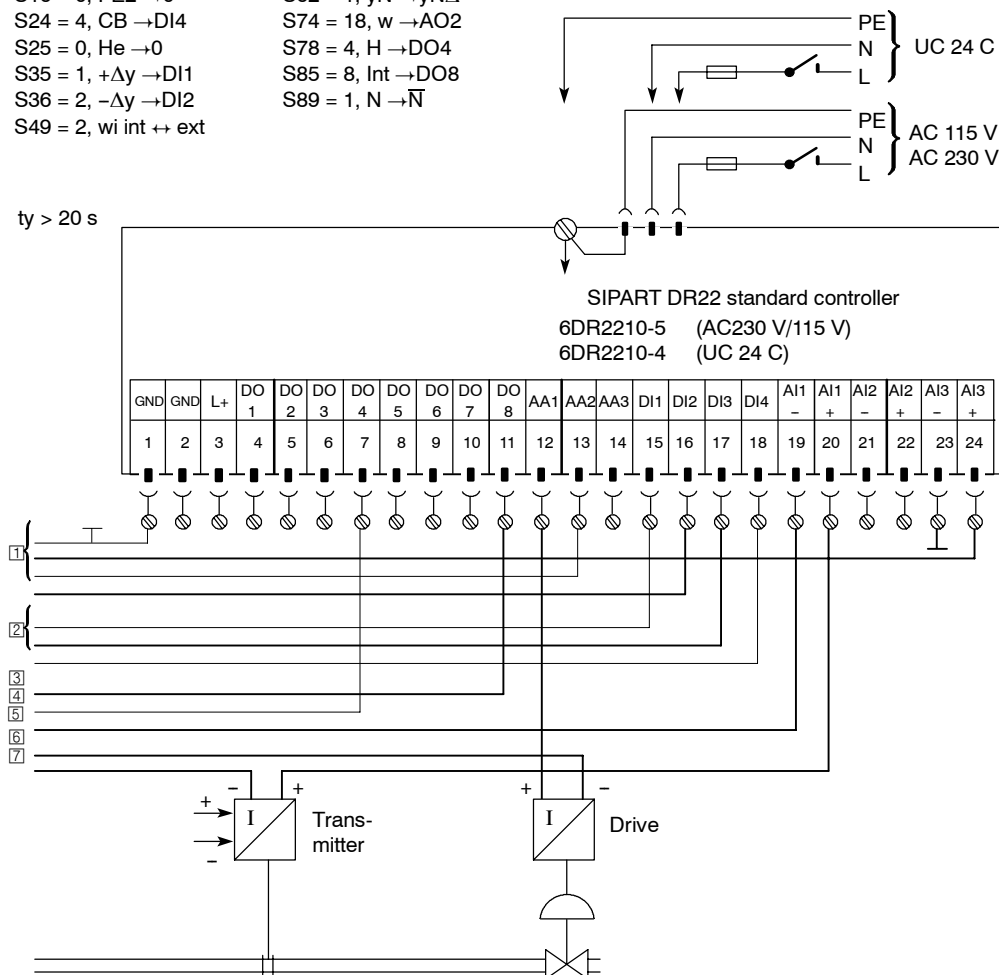 S24 = 4, CB →DI4
S25 = 0, He →0
S35 = 1, +Δy →DI1
S36 = 2, −Δy →DI2
S49 = 2, wi int ↔ ext
S74 = 18, w →AO2
S78 = 4, H →DO4
S85 = 8, Int →DO8
S89 = 1, N →N̅
PE
N
L
UC 24 C
PE
N
L
AC 115 V
AC 230 V
ty > 20 s
SIPART DR22 standard controller
6DR2210-5 (AC230 V/115 V)
6DR2210-4 (UC 24 C)
GND GND L+ DO 1 DO 2 DO 3 DO 4 DO 5 DO 6 DO 7 DO 8 AA1 AA2 AA3 DI1 DI2 DI3 DI4 AI1 − AI1 + AI2 − AI2 + AI3 − AI3 +
1 2 3 4 5 6 7 8 9 10 11 12 13 14 15 16 17 18 19 20 21 22 23 24
1
2
3
4
5
6
7
− +
+ −
+
−
I
Trans-
mitter
I
Drive